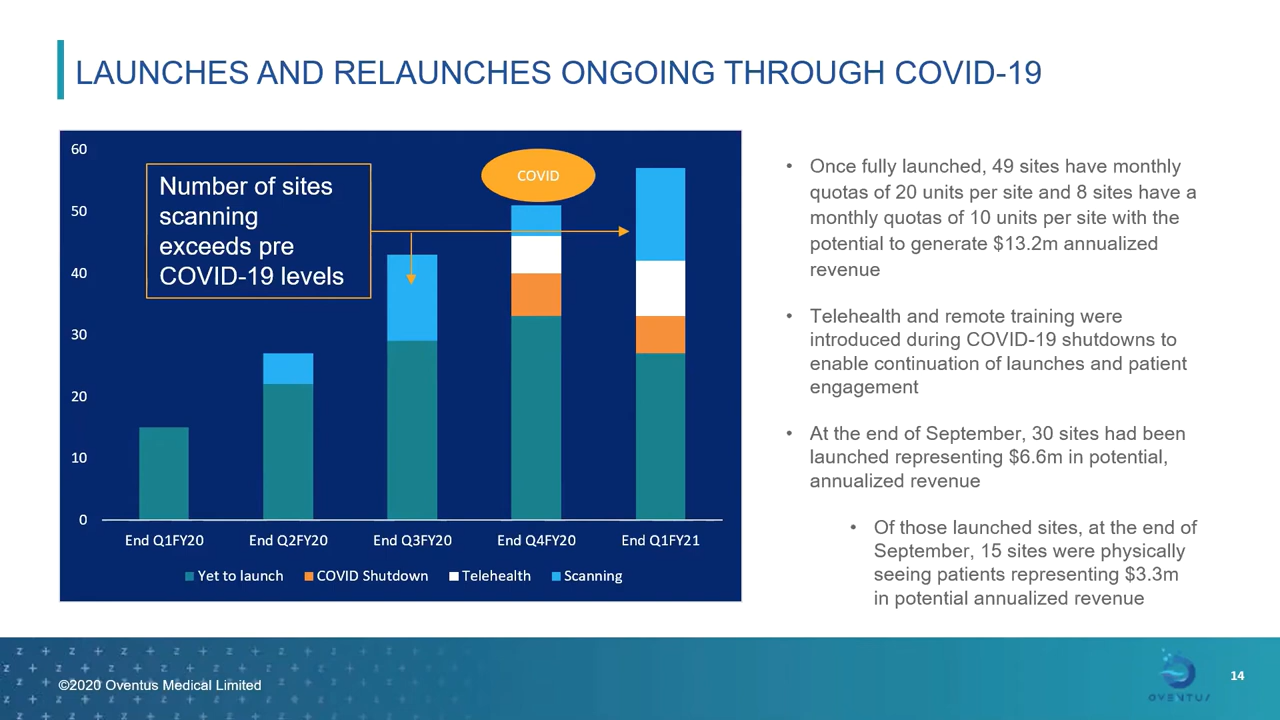 LAUNCHES AND RELAUNCHES ONGOING THROUGH COVID-19
60
50
40
30
20
10
0
Number of sites
scanning
exceeds pre
COVID-19 levels
COVID
End Q1FY20
End Q2FY20
End Q3FY20
End Q4FY20
End Q1FY21
Yet to launch
COVID Shutdown
Telehealth
Scanning
• Once fully launched, 49 sites have monthly
quotas of 20 units per site and 8 sites have a
monthly quotas of 10 units per site with the
potential to generate $13.2m annualized
revenue
• Telehealth and remote training were
introduced during COVID-19 shutdowns to
enable continuation of launches and patient
engagement
• At the end of September, 30 sites had been
launched representing $6.6m in potential,
annualized revenue
• Of those launched sites, at the end of
September, 15 sites were physically
seeing patients representing $3.3m
in potential annualized revenue
©2020 Oventus Medical Limited
OVENTUS
14